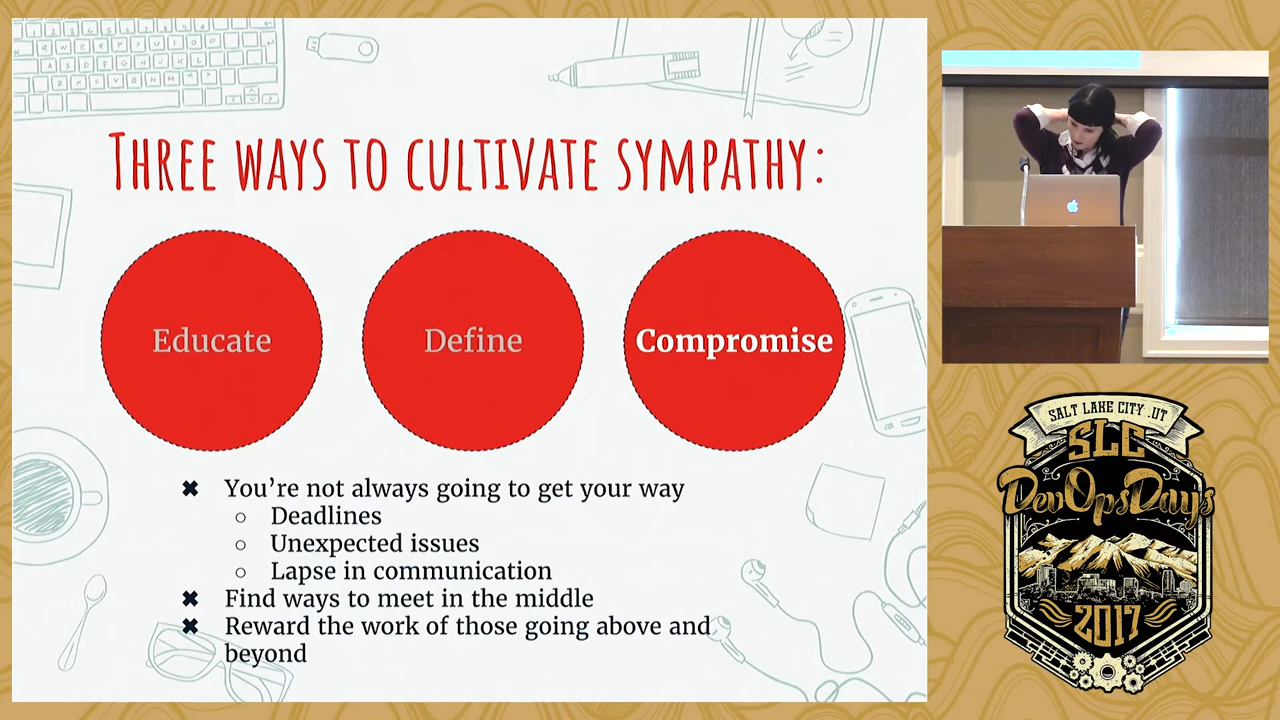 THREE WAYS TO CULTIVATE SYMPATHY:
Educate
Define
Compromise
✖ You’re not always going to get your way
○ Deadlines
○ Unexpected issues
○ Lapse in communication
✖ Find ways to meet in the middle
✖ Reward the work of those going above and
beyond
SALT LAKE CITY .UT
SLC
DevOpsDays
2017